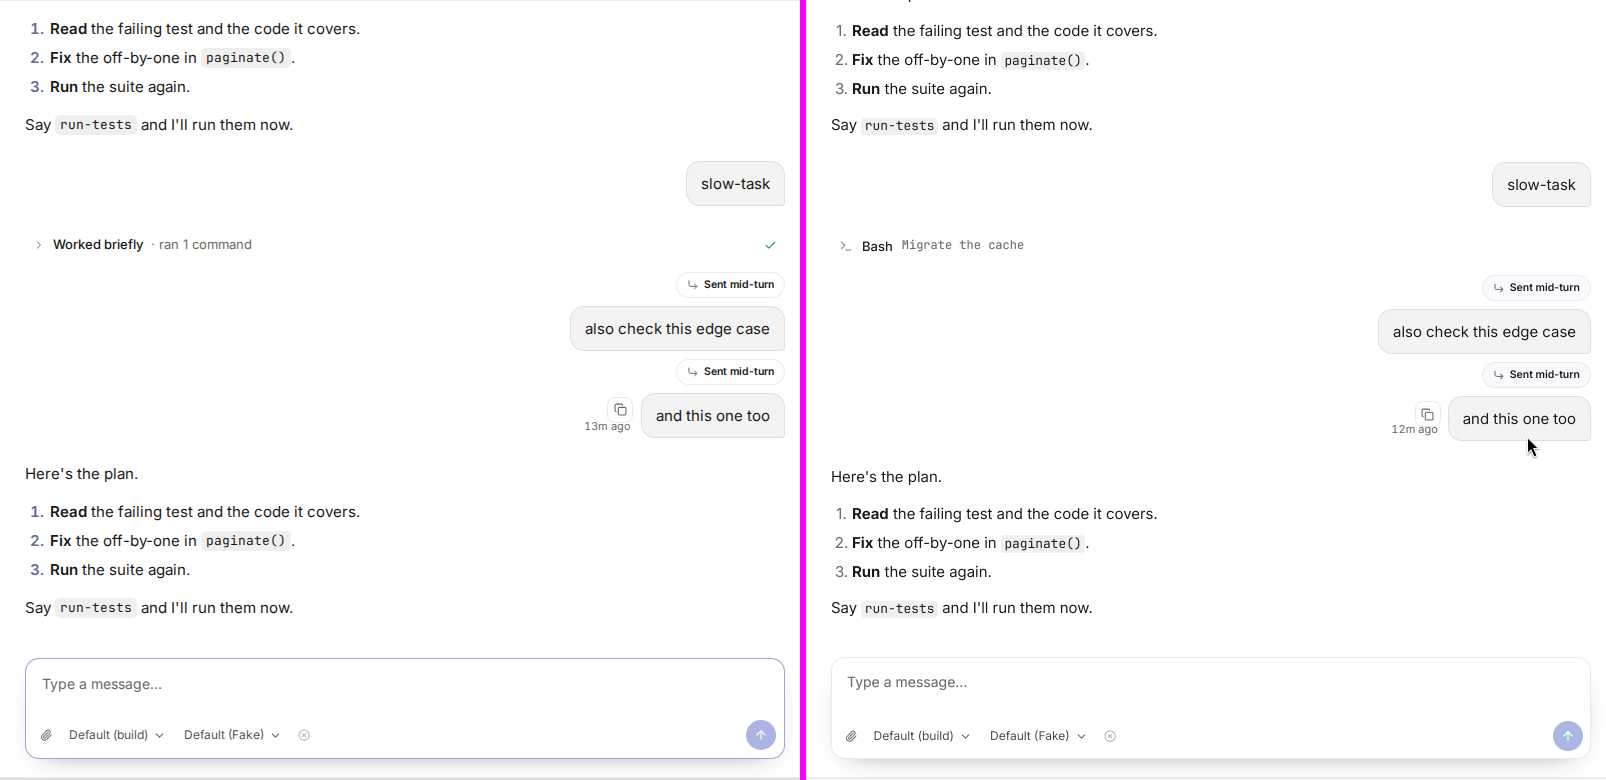 1. Read the failing test and the code it covers.
2. Fix the off-by-one in paginate().
3. Run the suite again.
Say run-tests and I'll run them now.
slow-task
Worked briefly · ran 1 command
Sent mid-turn
also check this edge case
Sent mid-turn
and this one too
13m ago
Here's the plan.
1. Read the failing test and the code it covers.
2. Fix the off-by-one in paginate().
3. Run the suite again.
Say run-tests and I'll run them now.
Type a message...
Default (build) Default (Fake)
1. Read the failing test and the code it covers.
2. Fix the off-by-one in paginate().
3. Run the suite again.
Say run-tests and I'll run them now.
slow-task
Bash Migrate the cache
Sent mid-turn
also check this edge case
Sent mid-turn
and this one too
12m ago
Here's the plan.
1. Read the failing test and the code it covers.
2. Fix the off-by-one in paginate().
3. Run the suite again.
Say run-tests and I'll run them now.
Type a message...
Default (build) Default (Fake)